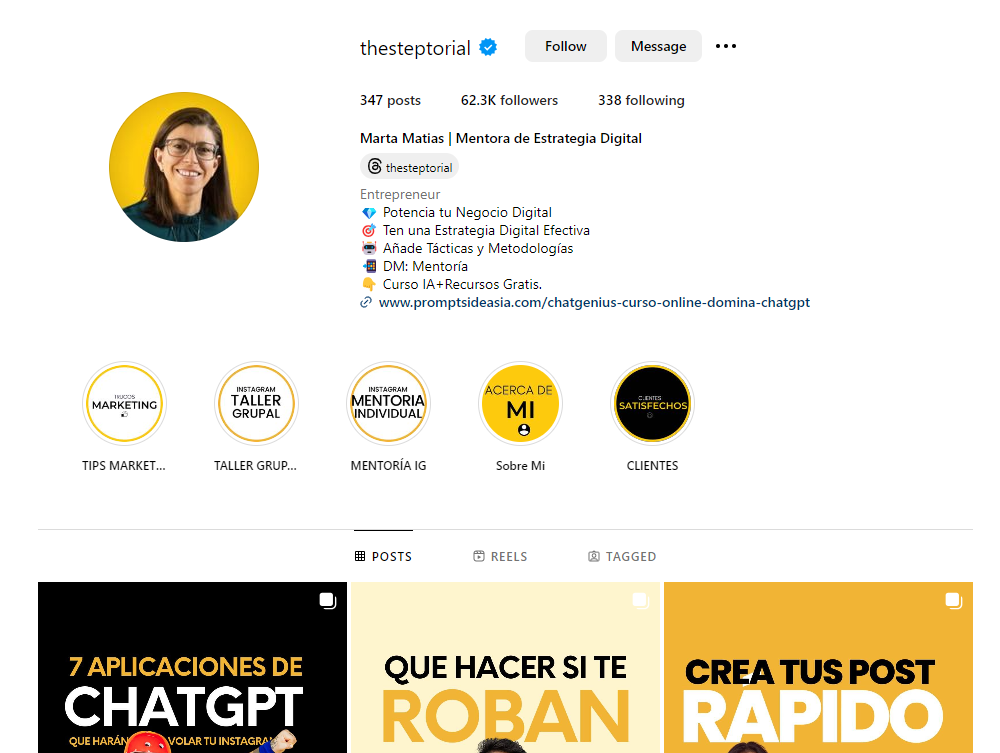 thesteptorial
Follow
Message
347 posts
62.3K followers
338 following
Marta Matias | Mentora de Estrategia Digital
thesteptorial
Entrepreneur
Potencia tu Negocio Digital
Ten una Estrategia Digital Efectiva
Añade Tácticas y Metodologías
DM: Mentoría
Curso IA+Recursos Gratis.
www.promptsideasia.com/chatgenius-curso-online-domina-chatgpt
TRUCOS
MARKETING
INSTAGRAM
TALLER
GRUPAL
INSTAGRAM
MENTORIA
INDIVIDUAL
ACERCA DE
MI
CLIENTES
SATISFECHOS
TIPS MARKET...
TALLER GRUP...
MENTORÍA IG
Sobre Mi
CLIENTES
POSTS
REELS
TAGGED
7 APLICACIONES DE
CHATGPT
QUE HARÁN VOLAR TU INSTAGRA
QUE HACER SI TE
ROBAN
CREA TUS POST
RÁPIDO